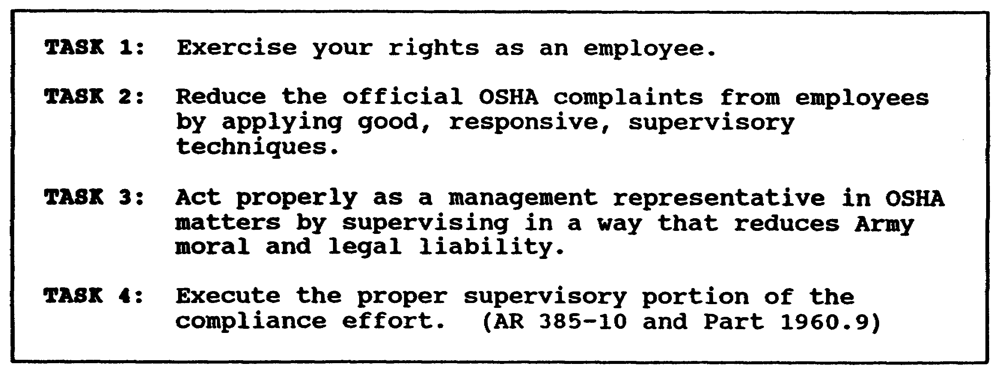 TASK 1: Exercise your rights as an employee.
TASK 2: Reduce the official OSHA complaints from employees
by applying good, responsive, supervisory
techniques.
TASK 3: Act properly as a management representative in OSHA
matters by supervising in a way that reduces Army
moral and legal liability.
TASK 4: Execute the proper supervisory portion of the
compliance effort. (AR 385-10 and Part 1960.9)